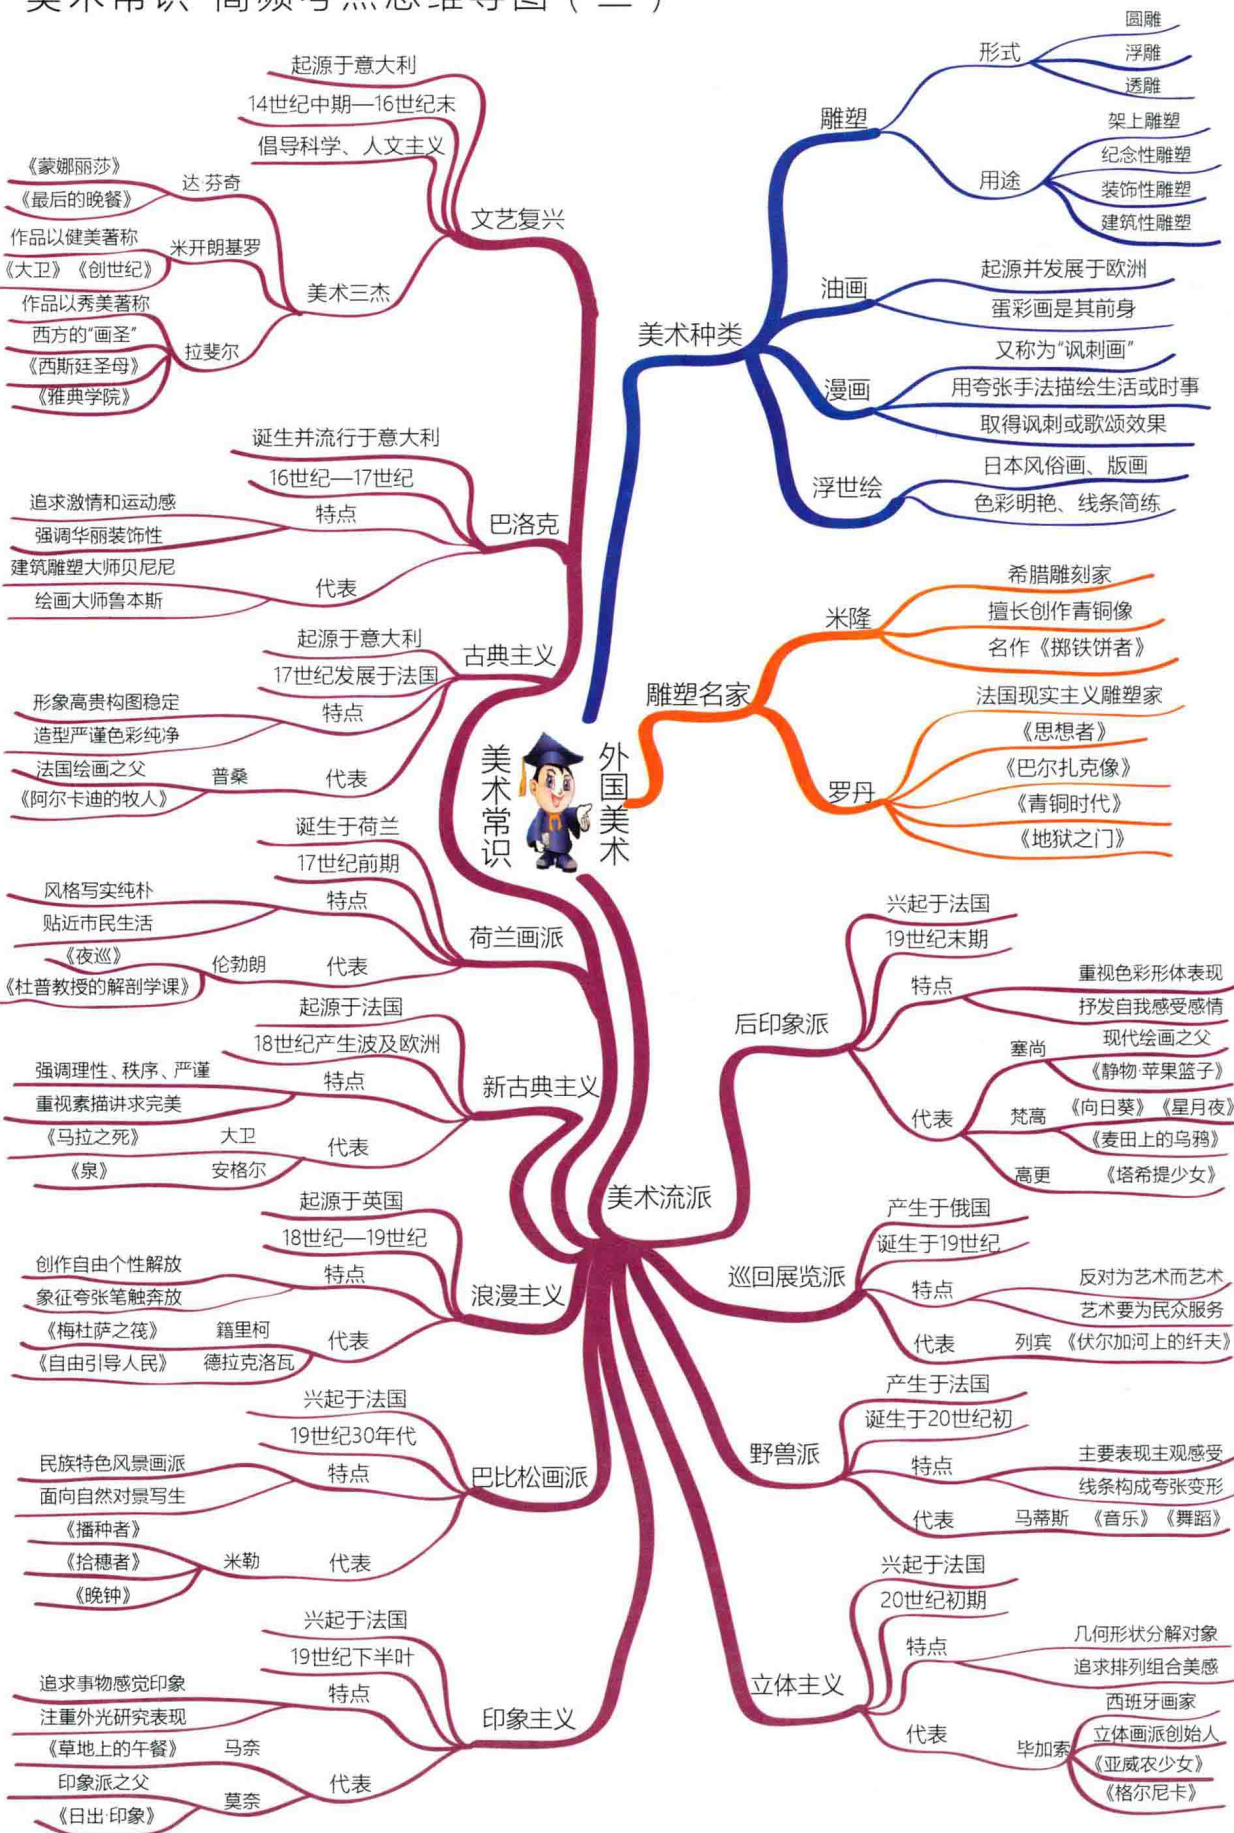 美术常识 高频考点思维导图（二）
美术常识
外国美术
美术种类
雕塑
形式
圆雕
浮雕
透雕
用途
架上雕塑
纪念性雕塑
装饰性雕塑
建筑性雕塑
油画
起源并发展于欧洲
蛋彩画是其前身
漫画
又称为“讽刺画”
用夸张手法描绘生活或时事
取得讽刺或歌颂效果
浮世绘
日本风俗画、版画
色彩明艳、线条简练
雕塑名家
米隆
希腊雕刻家
擅长创作青铜像
名作《掷铁饼者》
罗丹
法国现实主义雕塑家
《思想者》
《巴尔扎克像》
《青铜时代》
《地狱之门》
美术流派
文艺复兴
起源于意大利
14世纪中期—16世纪末
倡导科学、人文主义
美术三杰
达·芬奇
《蒙娜丽莎》
《最后的晚餐》
米开朗基罗
作品以健美著称
《大卫》《创世纪》
拉斐尔
作品以秀美著称
西方的“画圣”
《西斯廷圣母》
《雅典学院》
巴洛克
诞生并流行于意大利
16世纪—17世纪
特点
追求激情和运动感
强调华丽装饰性
代表
建筑雕塑大师贝尼尼
绘画大师鲁本斯
古典主义
起源于意大利
17世纪发展于法国
特点
形象高贵构图稳定
造型严谨色彩纯净
代表
普桑
法国绘画之父
《阿尔卡迪的牧人》
荷兰画派
诞生于荷兰
17世纪前期
特点
风格写实纯朴
贴近市民生活
代表
伦勃朗
《夜巡》
《杜普教授的解剖学课》
新古典主义
起源于法国
18世纪产生波及欧洲
特点
强调理性、秩序、严谨
重视素描讲求完美
代表
《马拉之死》 大卫
《泉》 安格尔
浪漫主义
起源于英国
18世纪—19世纪
特点
创作自由个性解放
象征夸张笔触奔放
代表
《梅杜萨之筏》 籍里柯
《自由引导人民》 德拉克洛瓦
巴比松画派
兴起于法国
19世纪30年代
特点
民族特色风景画派
面向自然对景写生
代表
米勒
《播种者》
《拾穗者》
《晚钟》
印象主义
兴起于法国
19世纪下半叶
特点
追求事物感觉印象
注重外光研究表现
代表
《草地上的午餐》 马奈
莫奈
印象派之父
《日出·印象》
后印象派
兴起于法国
19世纪末期
特点
重视色彩形体表现
抒发自我感受感情
代表
塞尚
现代绘画之父
《静物·苹果篮子》
梵高
《向日葵》《星月夜》
《麦田上的乌鸦》
高更 《塔希提少女》
巡回展览派
产生于俄国
诞生于19世纪
特点
反对为艺术而艺术
艺术要为民众服务
代表
列宾 《伏尔加河上的纤夫》
野兽派
产生于法国
诞生于20世纪初
特点
主要表现主观感受
线条构成夸张变形
代表
马蒂斯 《音乐》《舞蹈》
立体主义
兴起于法国
20世纪初期
特点
几何形状分解对象
追求排列组合美感
代表
毕加索
西班牙画家
立体画派创始人
《亚威农少女》
《格尔尼卡》